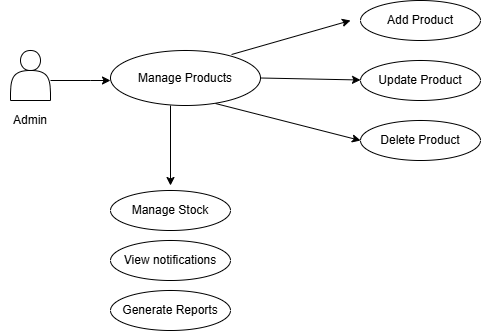 Add Product
Manage Products
Update Product
Admin
Delete Product
Manage Stock
View notifications
Generate Reports